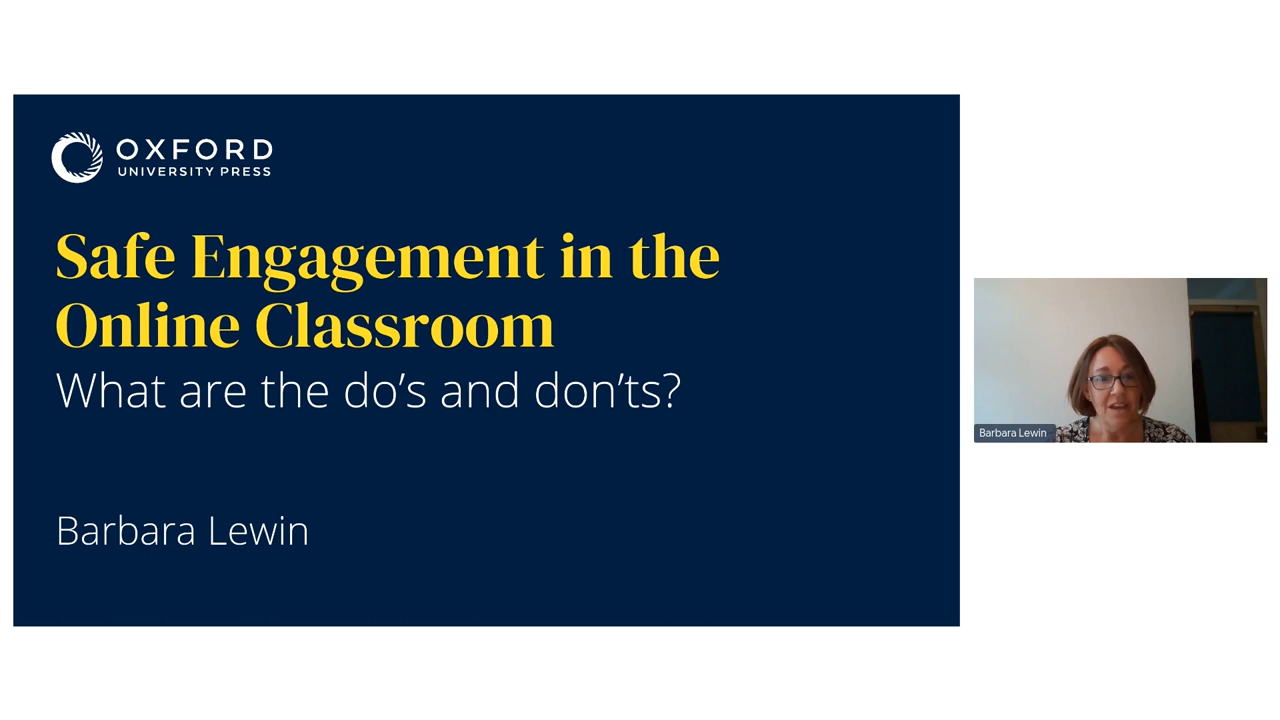 OXFORD
UNIVERSITY PRESS
Safe Engagement in the
Online Classroom
What are the do’s and don’ts?
Barbara Lewin
Barbara Lewin